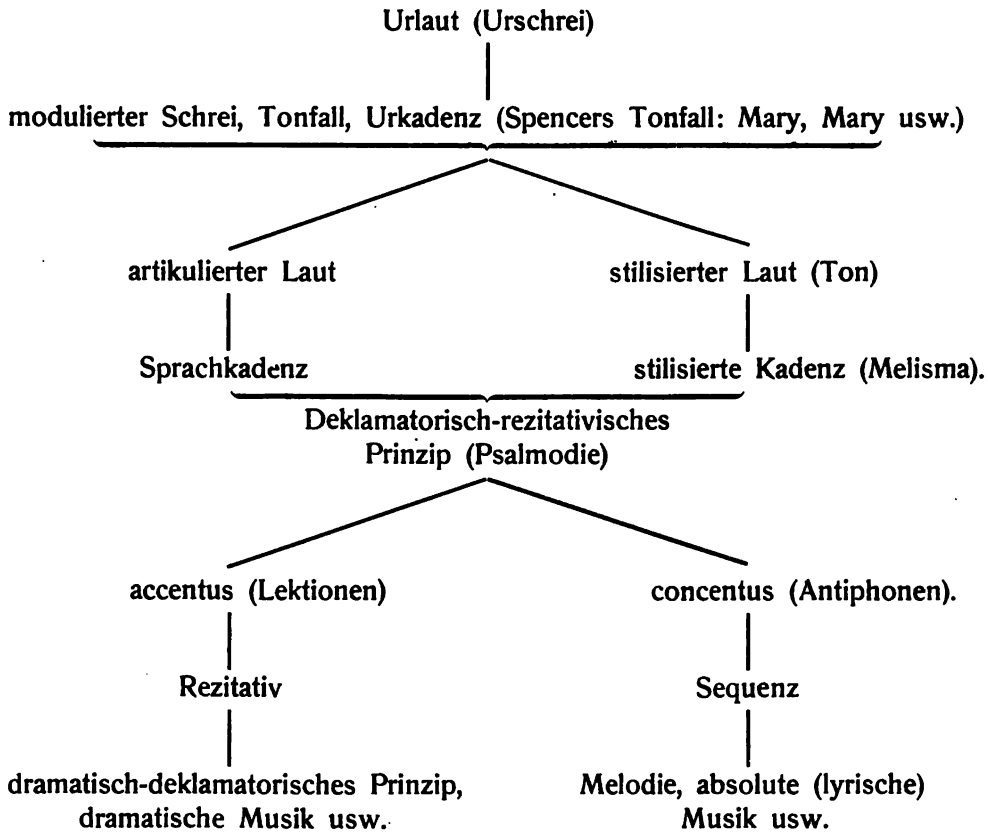 Urlaut (Urschrei)
modulierter Schrei, Tonfall, Urkadenz (Spencers Tonfall: Mary, Mary usw.)
artikulierter Laut
stilisierter Laut (Ton)
Sprachkadenz
stilisierte Kadenz (Melisma).
Deklamatorisch-rezitativisches
Prinzip (Psalmodie)
accentus (Lektionen)
concentus (Antiphonen).
Rezitativ
Sequenz
dramatisch-deklamatorisches Prinzip,
dramatische Musik usw.
Melodie, absolute (lyrische)
Musik usw.